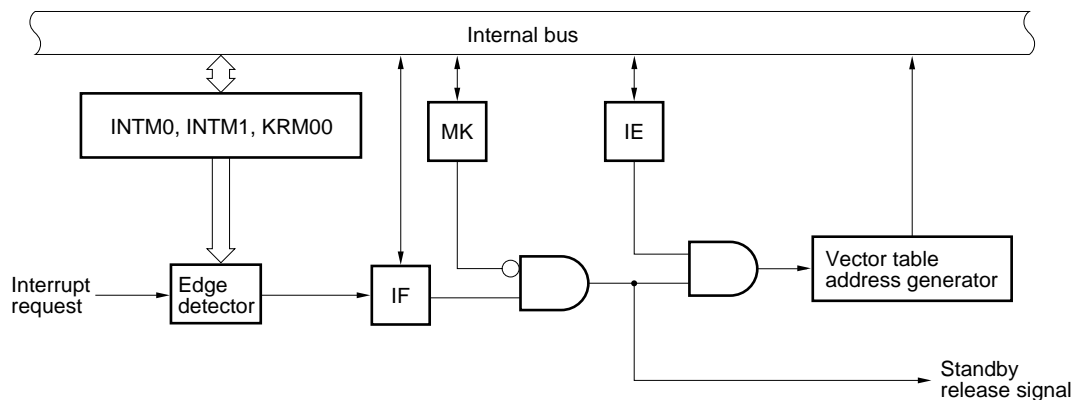 Internal bus
INTM0, INTM1, KRM00
MK
IE
Interrupt
request
Edge
detector
IF
Vector table
address generator
Standby
release signal